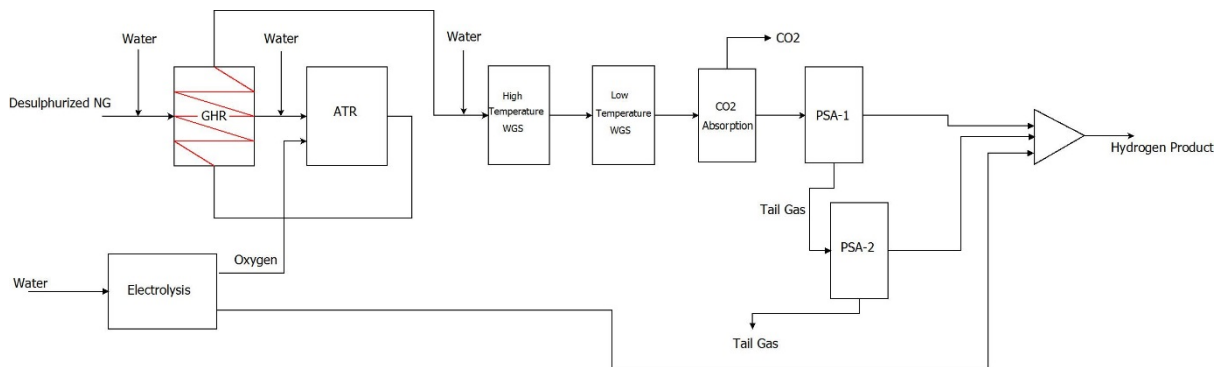 Water
Water
Water
CO2
Desulphurized NG
GHR
ATR
High
Temperature
WGS
Low
Temperature
WGS
CO2
Absorption
PSA-1
Hydrogen Product
Tail Gas
PSA-2
Oxygen
Water
Electrolysis
Tail Gas